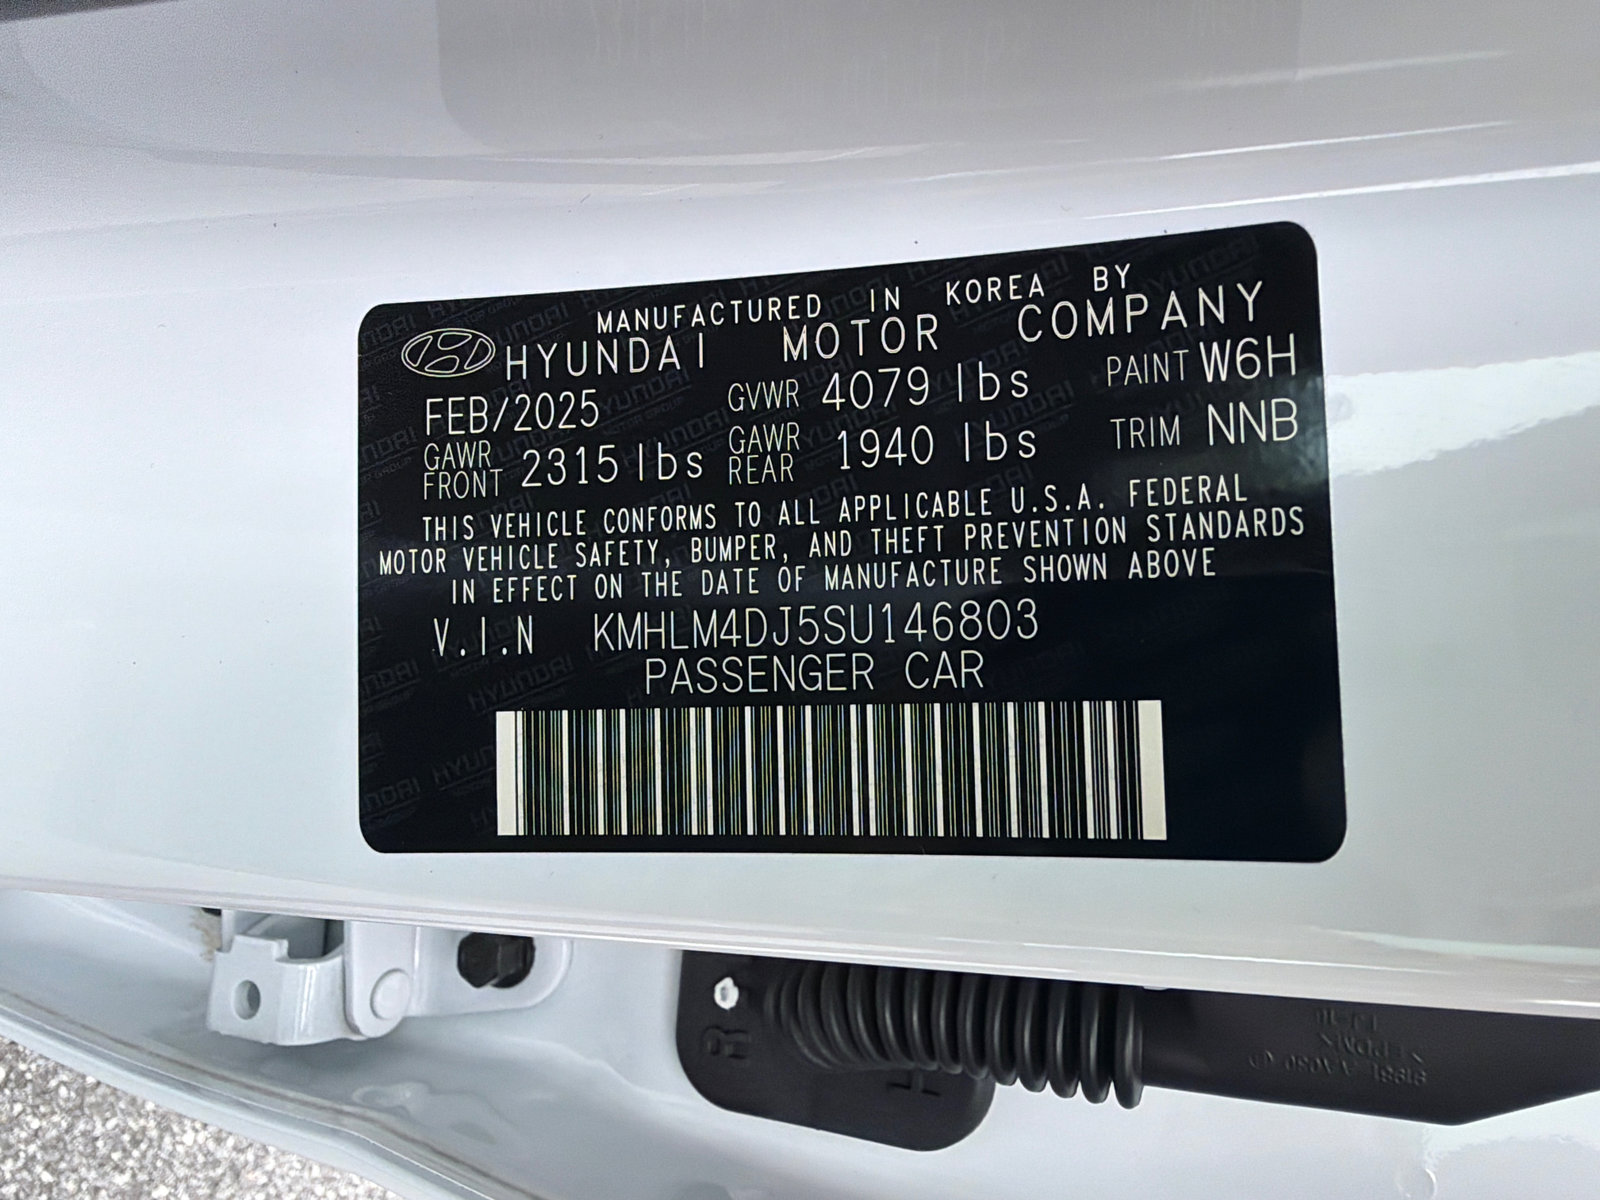 MANUFACTURED IN KOREA BY
HYUNDAI MOTOR COMPANY
FEB/2025 GVWR 4079 lbs PAINT W6H
GAWR FRONT 2315 lbs GAWR REAR 1940 lbs TRIM NNB
THIS VEHICLE CONFORMS TO ALL APPLICABLE U.S.A. FEDERAL
MOTOR VEHICLE SAFETY, BUMPER, AND THEFT PREVENTION STANDARDS
IN EFFECT ON THE DATE OF MANUFACTURE SHOWN ABOVE
V.I.N KMHLM4DJ5SU146803
PASSENGER CAR